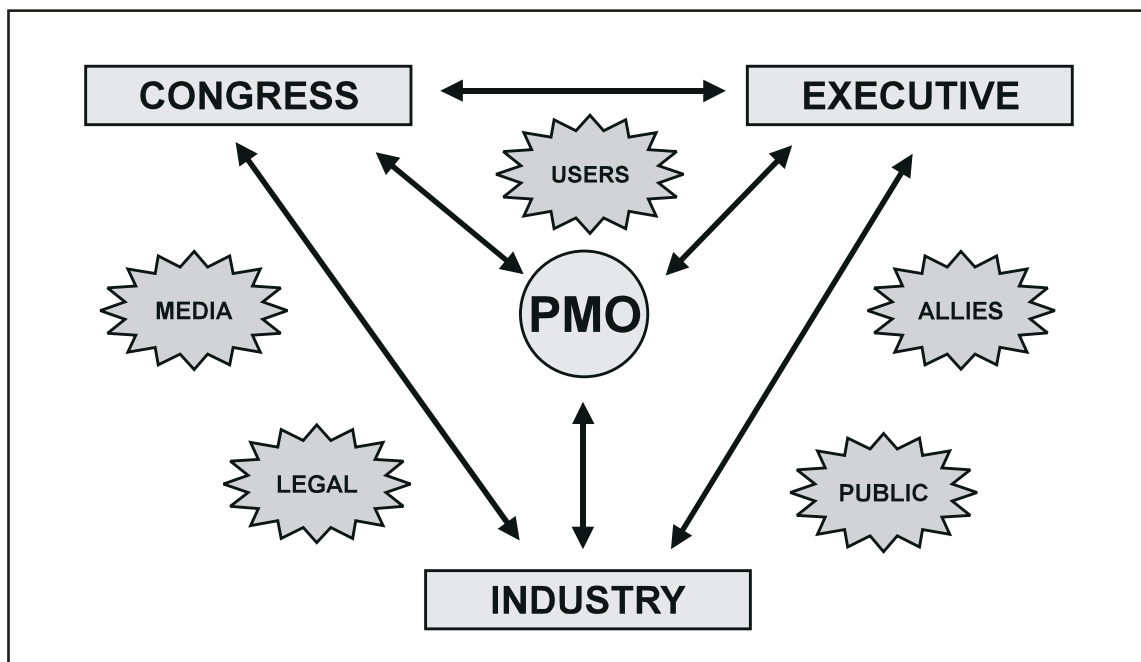 CONGRESS
EXECUTIVE
USERS
MEDIA
PMO
ALLIES
LEGAL
PUBLIC
INDUSTRY